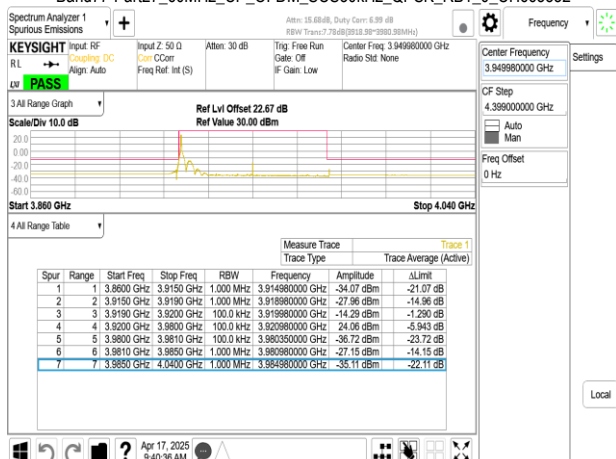 Spectrum Analyzer 1
Spurious Emissions
Attn: 15.68dB, Duty Corr: 6.99 dB
RBW Trans:7.78dB(3918.98~3980.98MHz)
Frequency
Settings
KEYSIGHT
Input: RF
Coupling: DC
Align: Auto
Input Z: 50 Ω
Corr CCorr
Freq Ref: Int (S)
Atten: 30 dB
Trig: Free Run
Gate: Off
IF Gain: Low
Center Freq: 3.949980000 GHz
Radio Std: None
RL
LXI
PASS
Center Frequency
3.949980000 GHz
CF Step
4.399000000 GHz
Auto
Man
Freq Offset
0 Hz
3 All Range Graph
Scale/Div 10.0 dB
Ref Lvl Offset 22.67 dB
Ref Value 30.00 dBm
20.0
0.00
-20.0
-40.0
-60.0
Start 3.860 GHz
Stop 4.040 GHz
4 All Range Table
Measure Trace Trace 1
Trace Type Trace Average (Active)
Spur Range Start Freq Stop Freq RBW Frequency Amplitude ΔLimit
1 1 3.8600 GHz 3.9150 GHz 1.000 MHz 3.914980000 GHz -34.07 dBm -21.07 dB
2 2 3.9150 GHz 3.9190 GHz 1.000 MHz 3.918980000 GHz -27.96 dBm -14.96 dB
3 3 3.9190 GHz 3.9200 GHz 100.0 kHz 3.919980000 GHz -14.29 dBm -1.290 dB
4 4 3.9200 GHz 3.9800 GHz 100.0 kHz 3.920980000 GHz 24.06 dBm -5.943 dB
5 5 3.9800 GHz 3.9810 GHz 100.0 kHz 3.980350000 GHz -36.72 dBm -23.72 dB
6 6 3.9810 GHz 3.9850 GHz 1.000 MHz 3.980980000 GHz -27.15 dBm -14.15 dB
7 7 3.9850 GHz 4.0400 GHz 1.000 MHz 3.984980000 GHz -35.11 dBm -22.11 dB
Local
Apr 17, 2025
9:40:36 AM